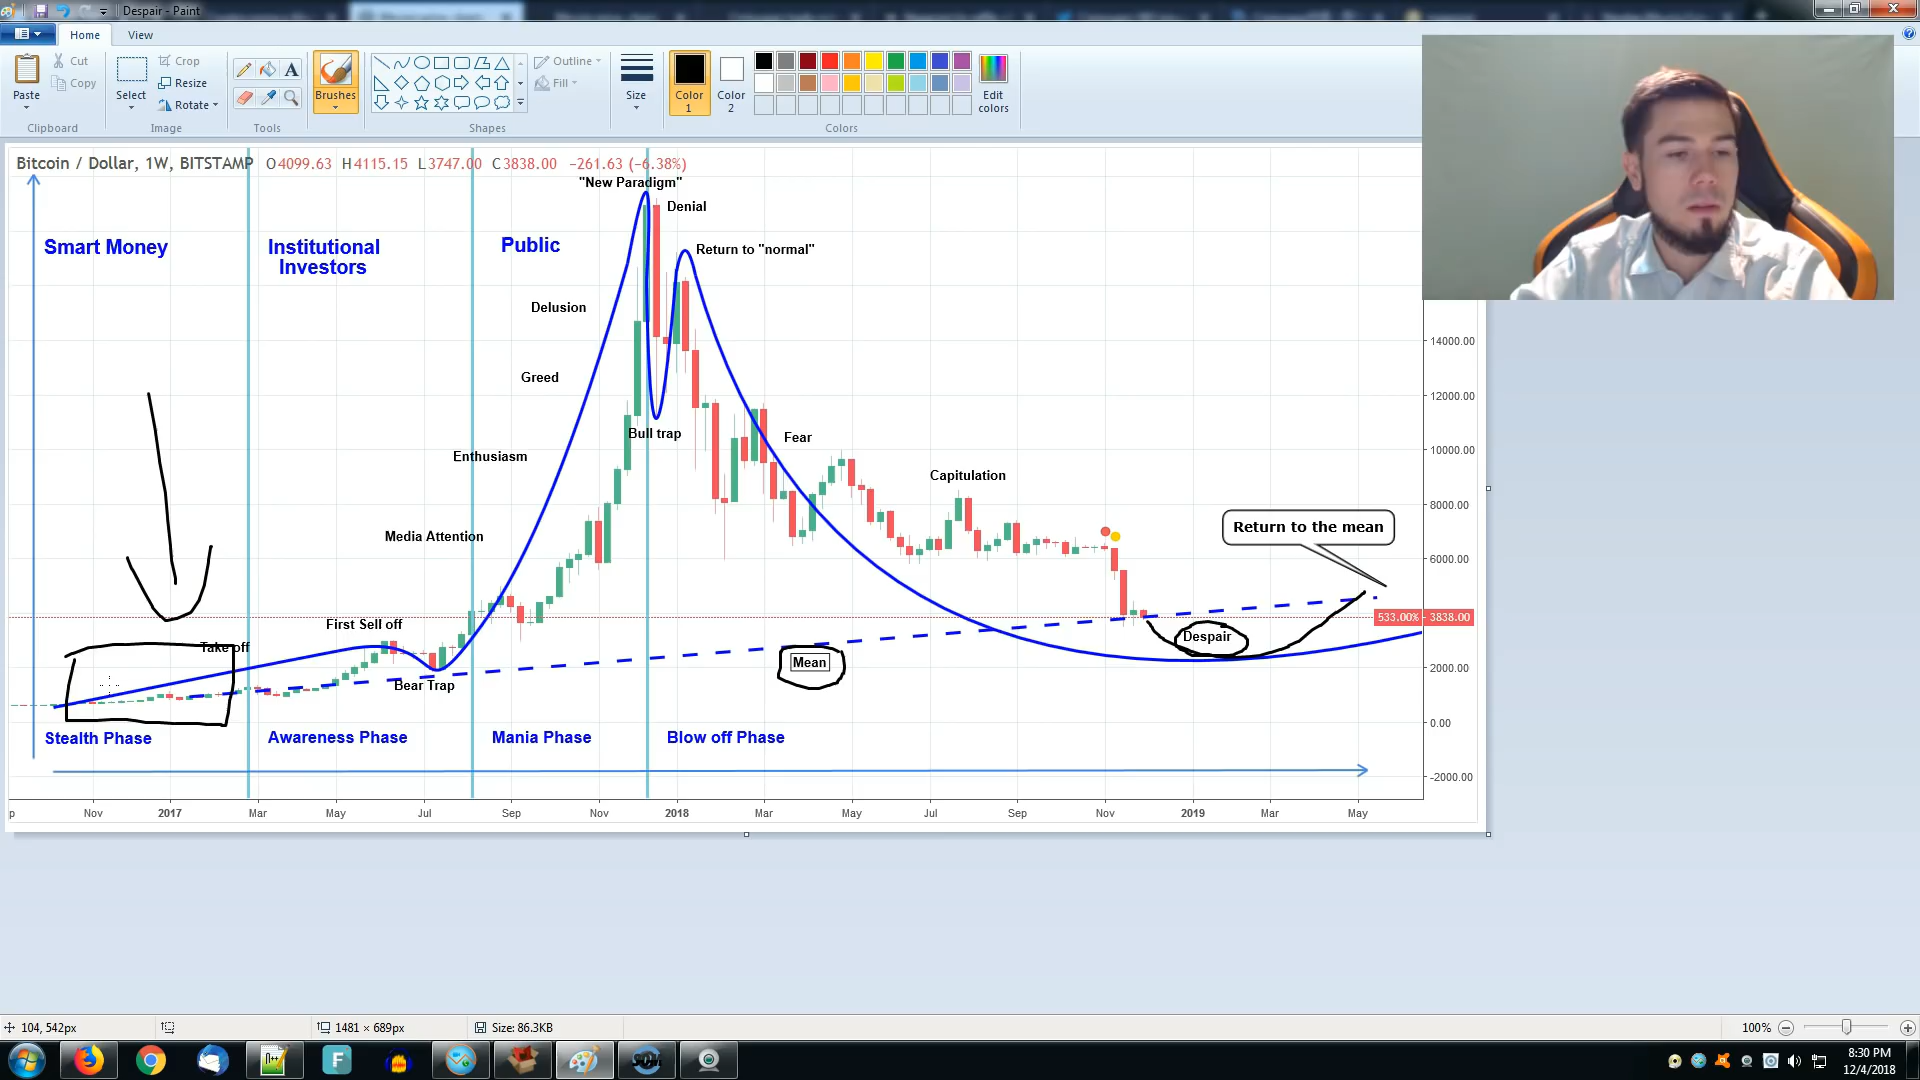 Despair - Paint
Home
View
Paste
Cut
Copy
Clipboard
Select
Crop
Resize
Rotate
Image
Tools
Brushes
Shapes
Outline
Fill
Size
Color 1
Color 2
Edit colors
Colors
Bitcoin / Dollar, 1W, BITSTAMP O4099.63 H4115.15 L3747.00 C3838.00 −261.63 (−6.38%)
"New Paradigm"
Denial
Smart Money
Institutional
Investors
Public
Return to "normal"
Delusion
14000.00
Greed
12000.00
Bull trap
Fear
10000.00
Enthusiasm
Capitulation
8000.00
Return to the mean
Media Attention
6000.00
First Sell off
533.00% 3838.00
Take off
Despair
Mean
2000.00
Bear Trap
0.00
Stealth Phase
Awareness Phase
Mania Phase
Blow off Phase
-2000.00
p Nov 2017 Mar May Jul Sep Nov 2018 Mar May Jul Sep Nov 2019 Mar May
104, 542px
1481 × 689px
Size: 86.3KB
100%
8:30 PM
12/4/2018